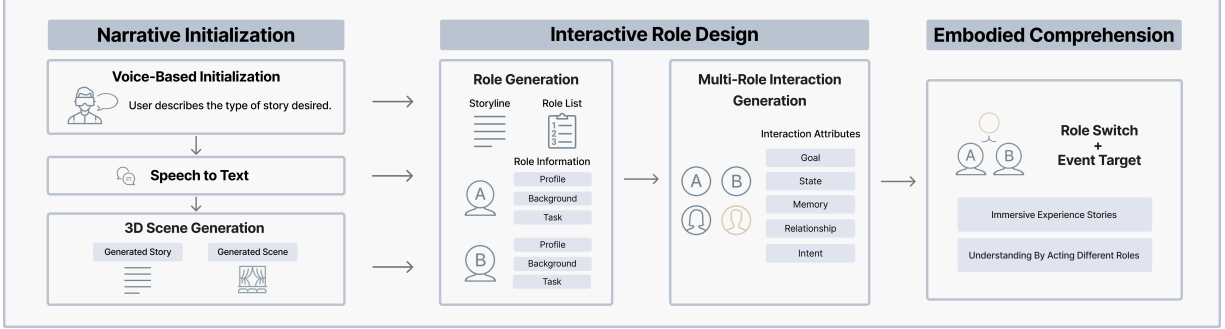 Narrative Initialization
Voice-Based Initialization
User describes the type of story desired.
Speech to Text
3D Scene Generation
Generated Story
Generated Scene
Interactive Role Design
Role Generation
Storyline
Role List
1
2
3
Role Information
A
Profile
Background
Task
B
Profile
Background
Task
Multi-Role Interaction
Generation
Interaction Attributes
A
B
Goal
State
Memory
Relationship
Intent
Embodied Comprehension
A
B
Role Switch
+
Event Target
Immersive Experience Stories
Understanding By Acting Different Roles